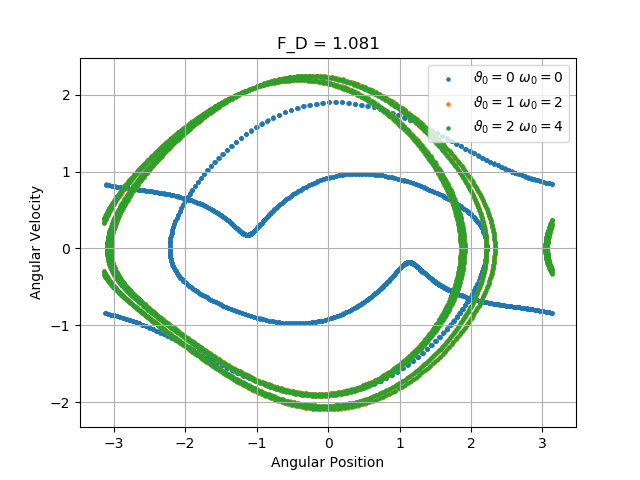 F_D = 1.081
ϑ₀ = 0 ω₀ = 0
ϑ₀ = 1 ω₀ = 2
ϑ₀ = 2 ω₀ = 4
Angular Velocity
2
1
0
−1
−2
−3 −2 −1 0 1 2 3
Angular Position